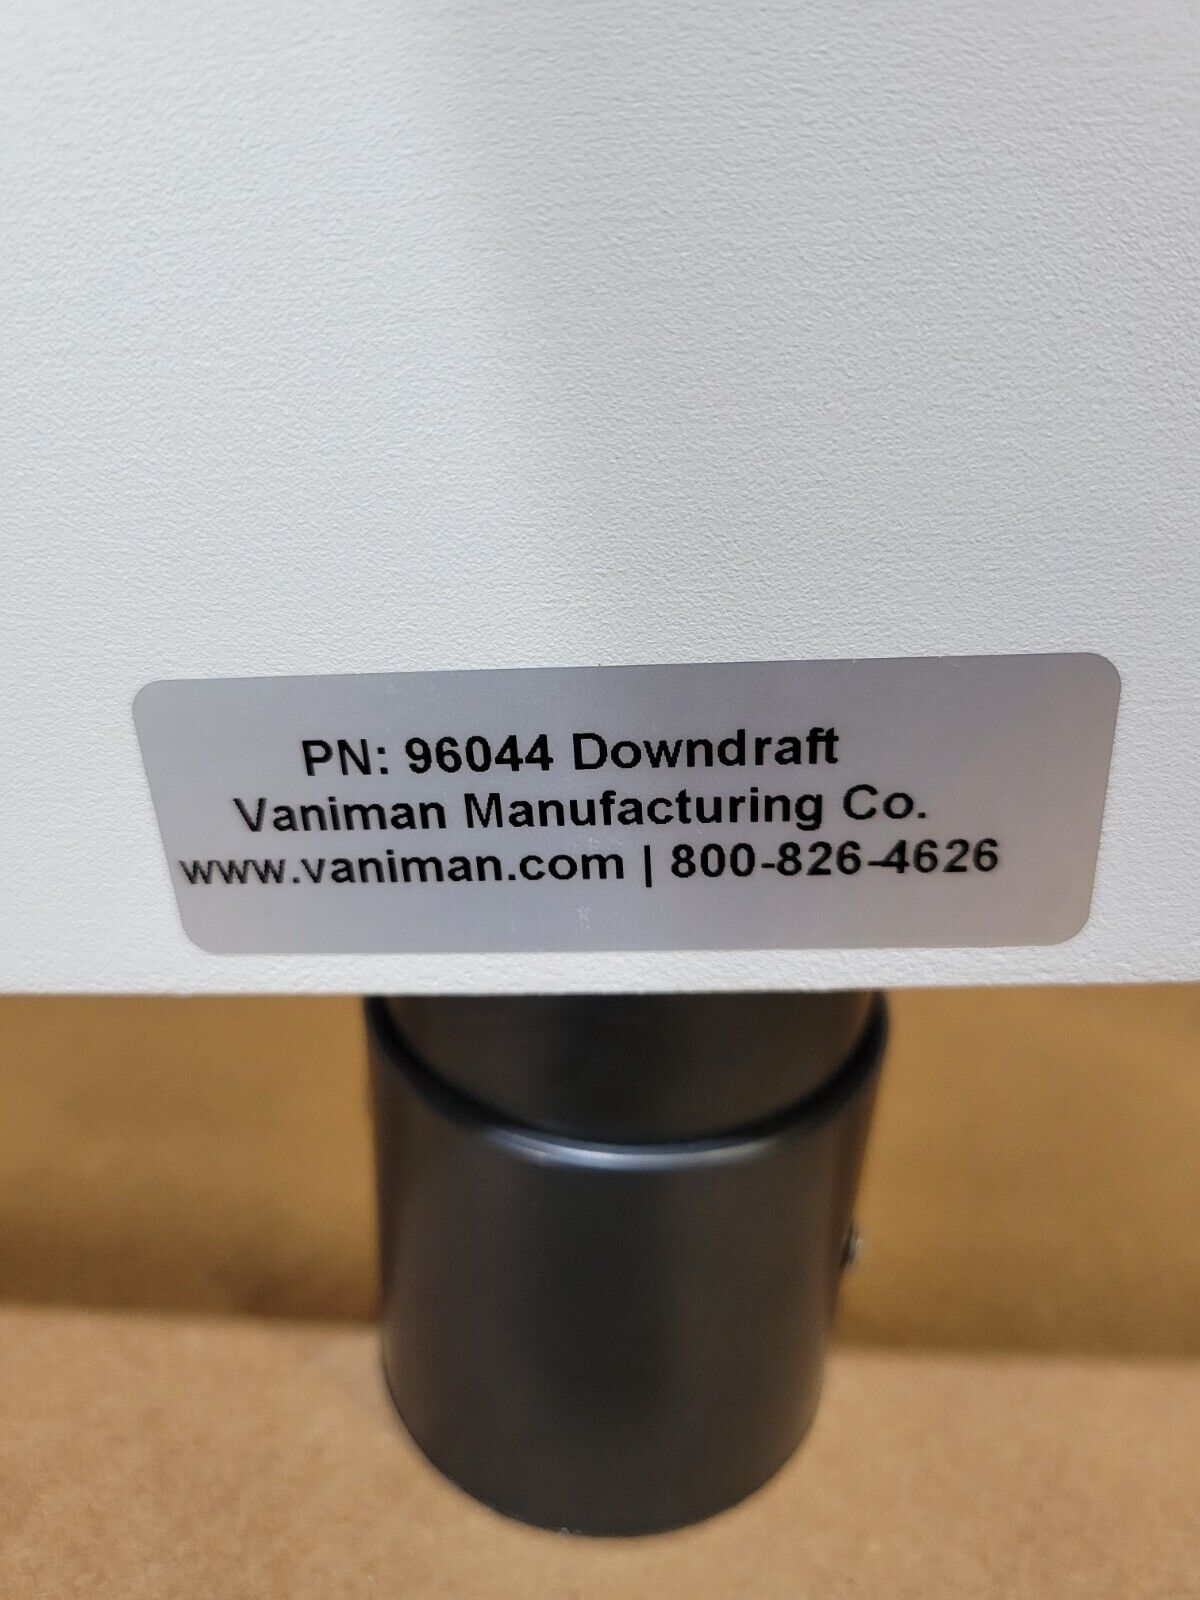 PN: 96044 Downdraft
Vaniman Manufacturing Co.
www.vaniman.com | 800-826-4626